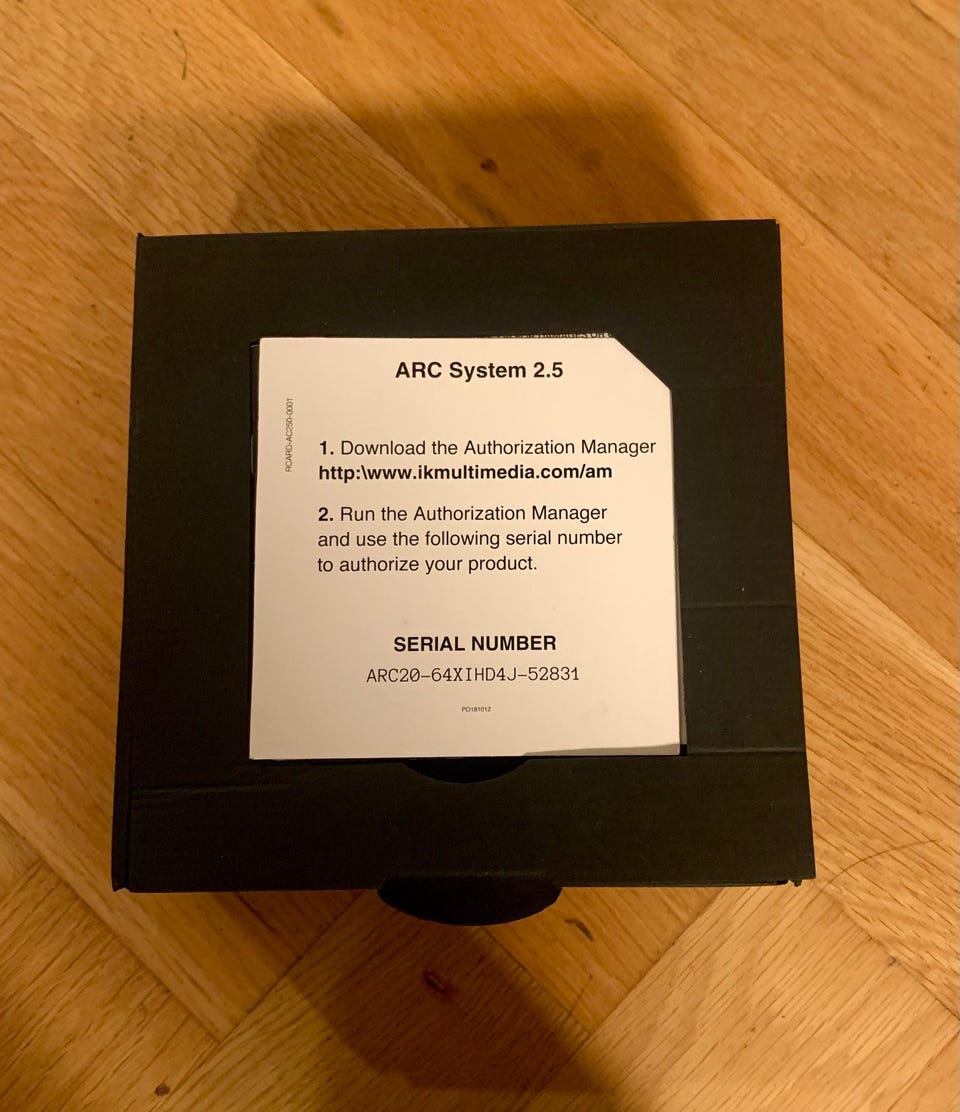 ARC System 2.5
RCARD-AC250-0001
1. Download the Authorization Manager
http:\www.ikmultimedia.com/am
2. Run the Authorization Manager
and use the following serial number
to authorize your product.
SERIAL NUMBER
ARC20-64XIHD4J-52831
PO181012